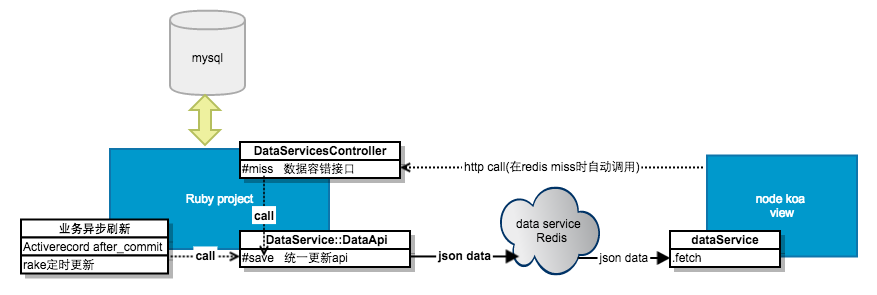 mysql
DataServicesController
#miss 数据容错接口
http call(在redis miss时自动调用)
Ruby project
node koa
view
call
业务异步刷新
Activerecord after_commit
rake定时更新
call
DataService::DataApi
#save 统一更新api
json data
data service
Redis
json data
dataService
.fetch